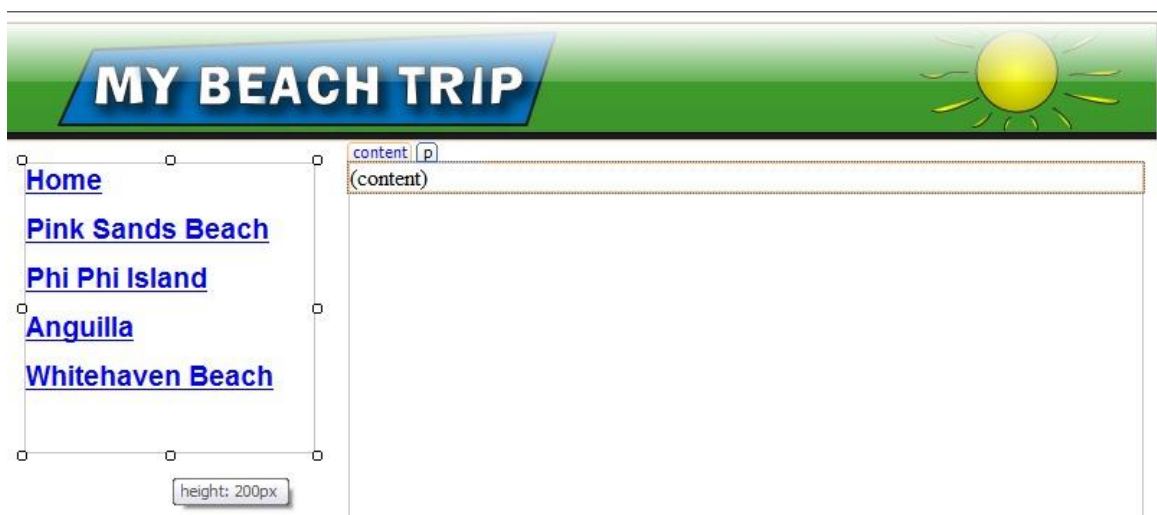 MY BEACH TRIP
Home
Pink Sands Beach
Phi Phi Island
Anguilla
Whitehaven Beach
height: 200px
content p
(content)